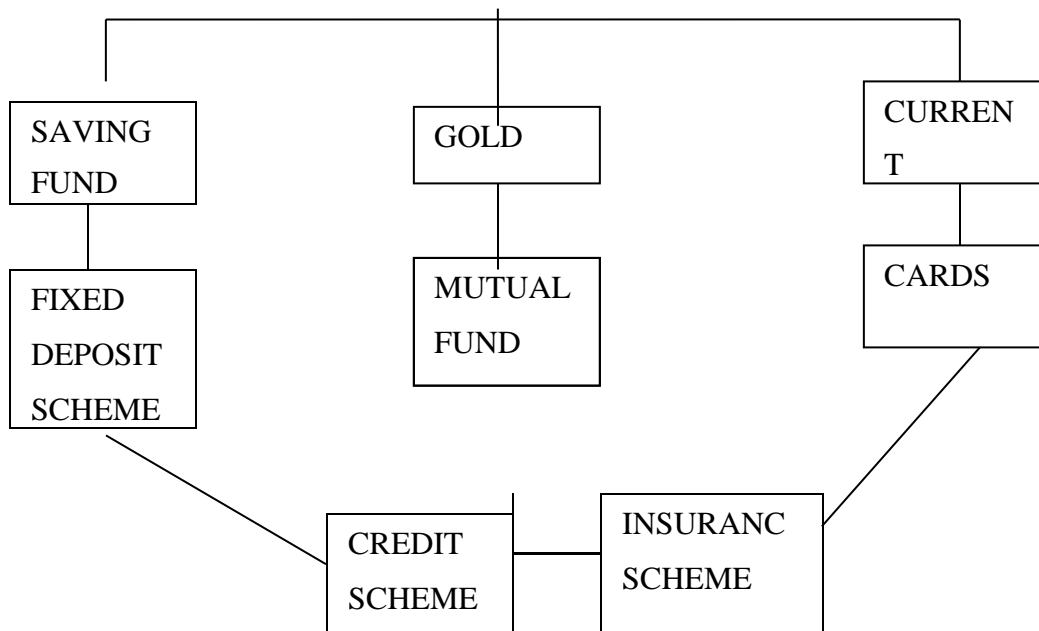 SAVING
FUND
GOLD
CURREN
T
FIXED
DEPOSIT
SCHEME
MUTUAL
FUND
CARDS
CREDIT
SCHEME
INSURANC
SCHEME